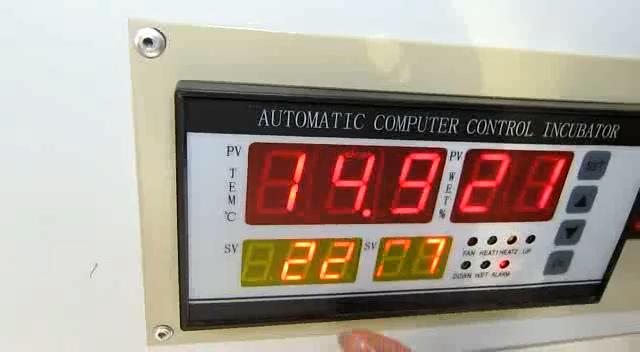 AUTOMATIC COMPUTER CONTROL INCUBATOR
PV
TEM
℃
14.9
PV
WET
%
21
SET
SV
22
SV
FAN HEAT1 HEAT2 UP
DOWN WET ALARM